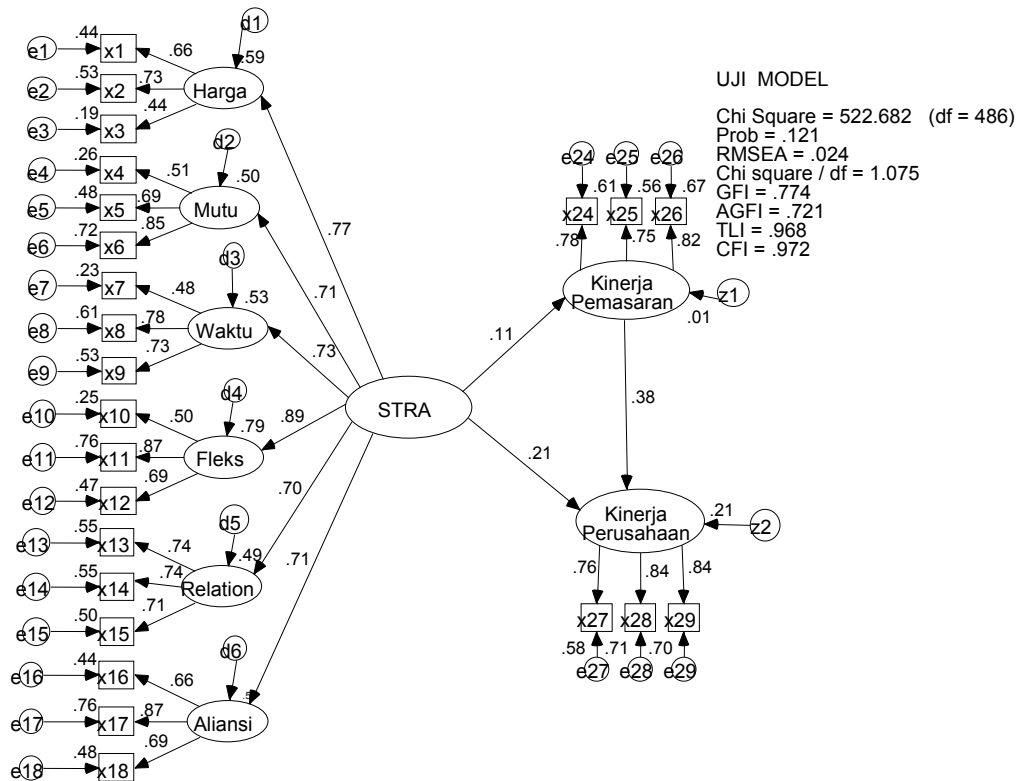 UJI MODEL
Chi Square = 522.682 (df = 486)
Prob = .121
RMSEA = .024
Chi square / df = 1.075
GFI = .774
AGFI = .721
TLI = .968
CFI = .972
d1
.59
Harga
e1 .44 x1 .66
e2 .53 x2 .73
e3 .19 x3 .44
d2
.50
Mutu
e4 .26 x4 .51
e5 .48 x5 .69
e6 .72 x6 .85
d3
.53
Waktu
e7 .23 x7 .48
e8 .61 x8 .78
e9 .53 x9 .73
d4
.79
Fleks
e10 .25 x10 .50
e11 .76 x11 .87
e12 .47 x12 .69
d5
.49
Relation
e13 .55 x13 .74
e14 .55 x14 .74
e15 .50 x15 .71
d6
Aliansi
e16 .44 x16 .66
e17 .76 x17 .87
e18 .48 x18 .69
.77
.71
.73
.89
.70
.71
STRA
.11
.21
.38
e24 e25 e26
.61 .56 .67
x24 x25 x26
.78 .75 .82
Kinerja
Pemasaran
z1
.01
Kinerja
Perusahaan
.21
z2
.76 .84 .84
x27 x28 x29
.58 .71 .70
e27 e28 e29